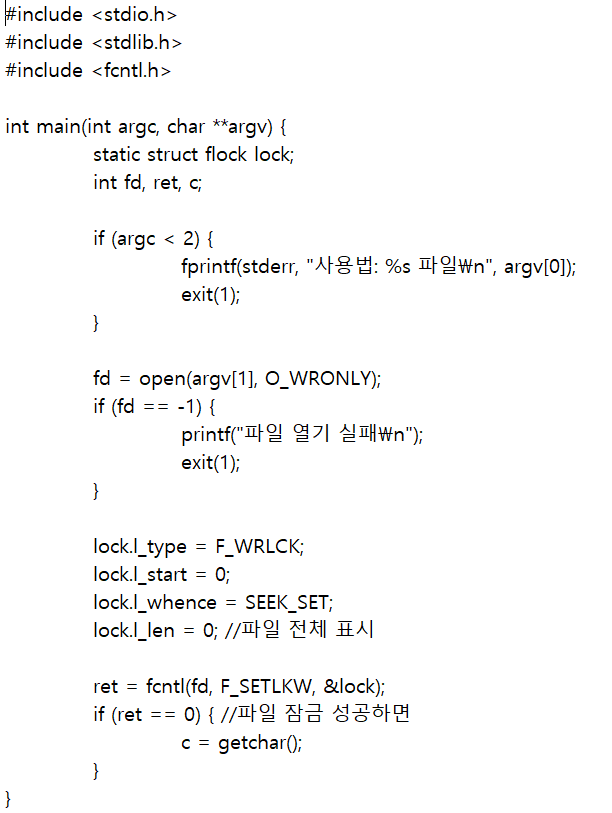 #include <stdio.h>
#include <stdlib.h>
#include <fcntl.h>

int main(int argc, char **argv) {
        static struct flock lock;
        int fd, ret, c;

        if (argc < 2) {
                fprintf(stderr, "사용법: %s 파일₩n", argv[0]);
                exit(1);
        }

        fd = open(argv[1], O_WRONLY);
        if (fd == -1) {
                printf("파일 열기 실패₩n");
                exit(1);
        }

        lock.l_type = F_WRLCK;
        lock.l_start = 0;
        lock.l_whence = SEEK_SET;
        lock.l_len = 0; //파일 전체 표시

        ret = fcntl(fd, F_SETLKW, &lock);
        if (ret == 0) { //파일 잠금 성공하면
                c = getchar();
        }
}